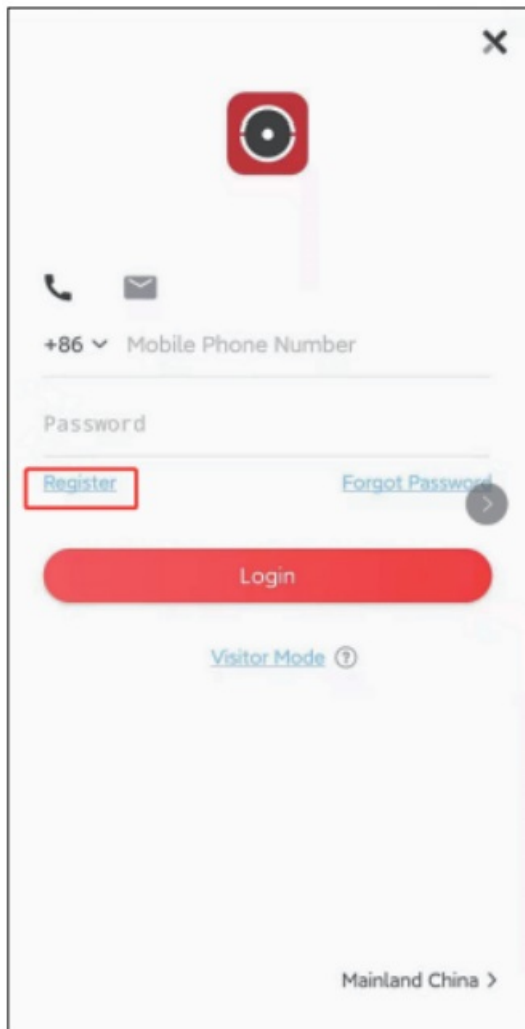 +86 Mobile Phone Number
Password
Register Forgot Password
Login
Visitor Mode ?
Mainland China >